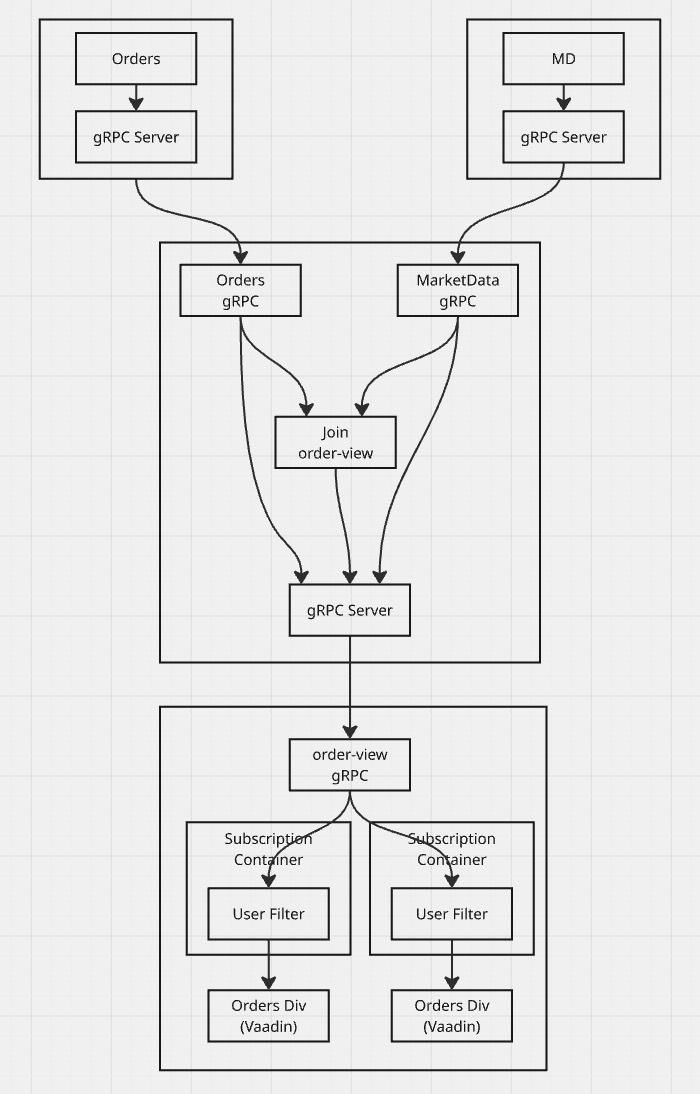 Orders
MD
gRPC Server
gRPC Server
Orders
gRPC
MarketData
gRPC
Join
order-view
gRPC Server
order-view
gRPC
Subscription
Container
Subscription
Container
User Filter
User Filter
Orders Div
(Vaadin)
Orders Div
(Vaadin)